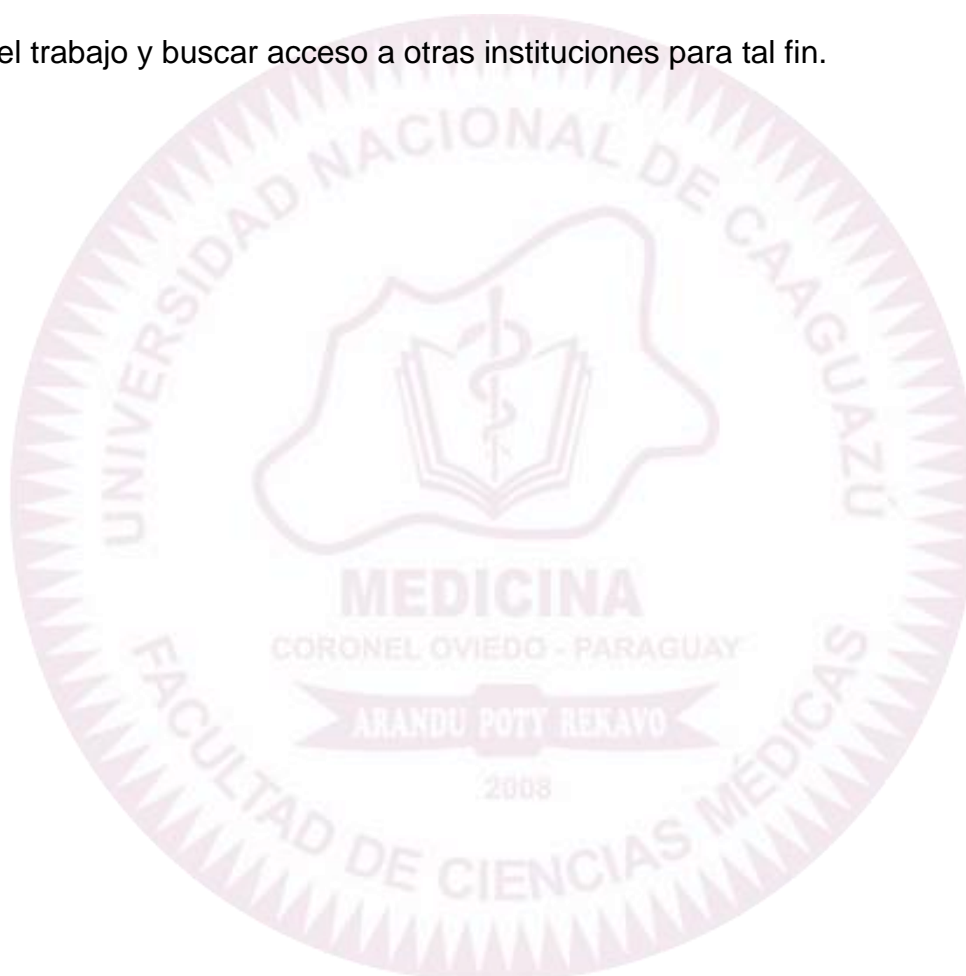 el trabajo y buscar acceso a otras instituciones para tal fin.
UNIVERSIDAD NACIONAL DE CAAGUAZÚ
MEDICINA
CORONEL OVIEDO - PARAGUAY
ARANDU POTY REKAVO
2008
FACULTAD DE CIENCIAS MÉDICAS